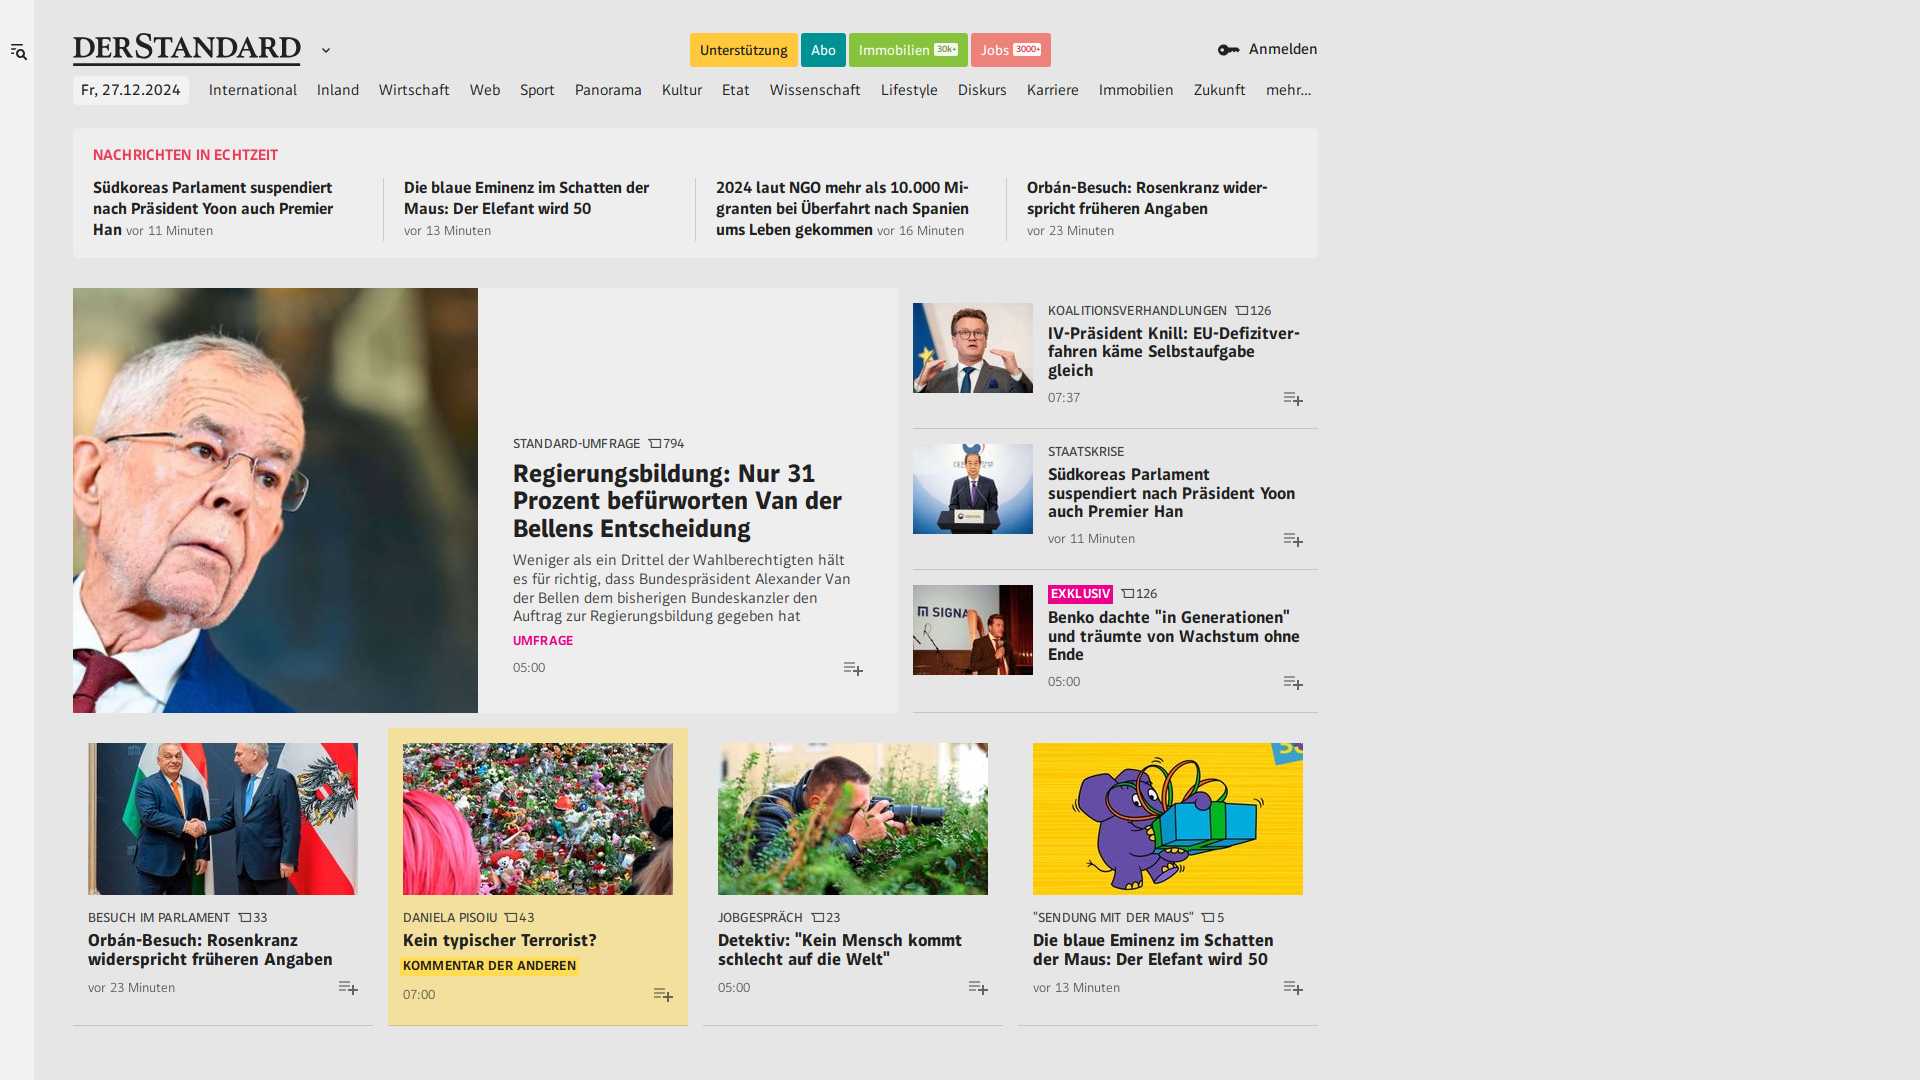 DERSTANDARD
Unterstützung
Abo
Immobilien 30k+
Jobs 3000+
Anmelden
Fr, 27.12.2024
International
Inland
Wirtschaft
Web
Sport
Panorama
Kultur
Etat
Wissenschaft
Lifestyle
Diskurs
Karriere
Immobilien
Zukunft
mehr...
NACHRICHTEN IN ECHTZEIT
Südkoreas Parlament suspendiert
nach Präsident Yoon auch Premier
Han vor 11 Minuten
Die blaue Eminenz im Schatten der
Maus: Der Elefant wird 50
vor 13 Minuten
2024 laut NGO mehr als 10.000 Mi-
granten bei Überfahrt nach Spanien
ums Leben gekommen vor 16 Minuten
Orbán-Besuch: Rosenkranz wider-
spricht früheren Angaben
vor 23 Minuten
STANDARD-UMFRAGE 794
Regierungsbildung: Nur 31
Prozent befürworten Van der
Bellens Entscheidung
Weniger als ein Drittel der Wahlberechtigten hält
es für richtig, dass Bundespräsident Alexander Van
der Bellen dem bisherigen Bundeskanzler den
Auftrag zur Regierungsbildung gegeben hat
UMFRAGE
05:00
KOALITIONSVERHANDLUNGEN 126
IV-Präsident Knill: EU-Defizitver-
fahren käme Selbstaufgabe
gleich
07:37
STAATSKRISE
Südkoreas Parlament
suspendiert nach Präsident Yoon
auch Premier Han
vor 11 Minuten
SIGNA
EXKLUSIV 126
Benko dachte "in Generationen"
und träumte von Wachstum ohne
Ende
05:00
BESUCH IM PARLAMENT 33
Orbán-Besuch: Rosenkranz
widerspricht früheren Angaben
vor 23 Minuten
DANIELA PISOIU 43
Kein typischer Terrorist?
KOMMENTAR DER ANDEREN
07:00
JOBGESPRÄCH 23
Detektiv: "Kein Mensch kommt
schlecht auf die Welt"
05:00
"SENDUNG MIT DER MAUS" 5
Die blaue Eminenz im Schatten
der Maus: Der Elefant wird 50
vor 13 Minuten